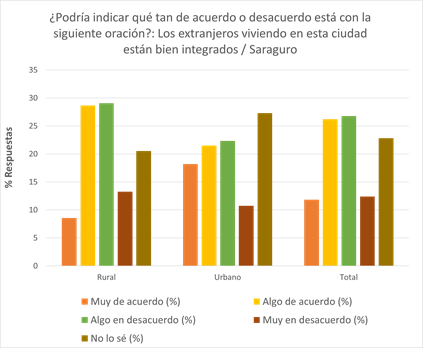 ¿Podría indicar qué tan de acuerdo o desacuerdo está con la
siguiente oración?: Los extranjeros viviendo en esta ciudad
están bien integrados / Saraguro
% Respuestas
35
30
25
20
15
10
5
0
Rural Urbano Total
Muy de acuerdo (%) Algo de acuerdo (%)
Algo en desacuerdo (%) Muy en desacuerdo (%)
No lo sé (%)